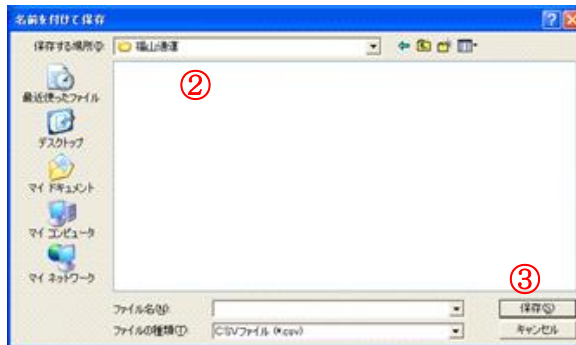 名前を付けて保存
保存する場所(I):
福山通運
②
最近使ったファイル
デスクトップ
マイ ドキュメント
マイ コンピュータ
マイ ネットワーク
③
ファイル名(N):
保存(S)
ファイルの種類(T):
CSVファイル (*.csv)
キャンセル